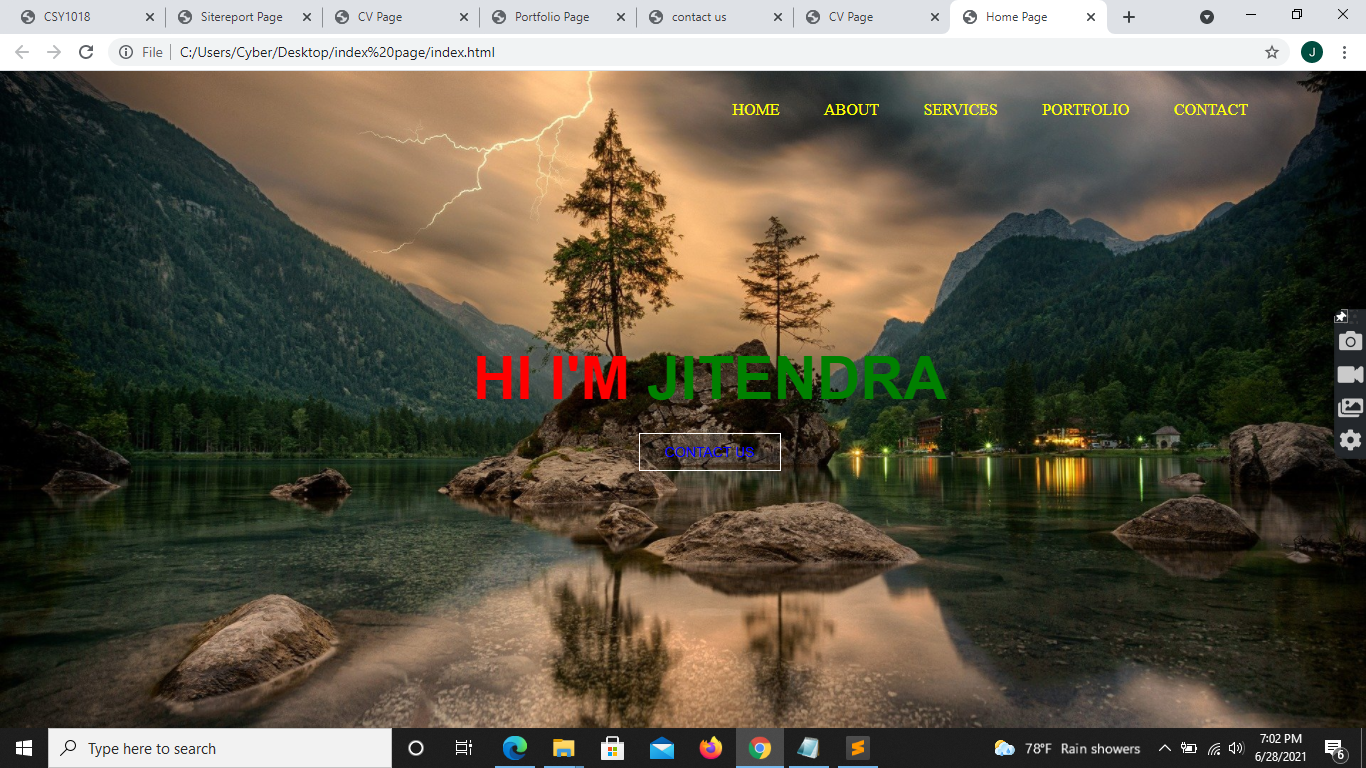 CSY1018
Sitereport Page
CV Page
Portfolio Page
contact us
CV Page
Home Page
File
C:/Users/Cyber/Desktop/index%20page/index.html
J
HOME ABOUT SERVICES PORTFOLIO CONTACT
HI I'M JITENDRA
CONTACT US
Type here to search
78°F Rain showers
7:02 PM
6/28/2021
6